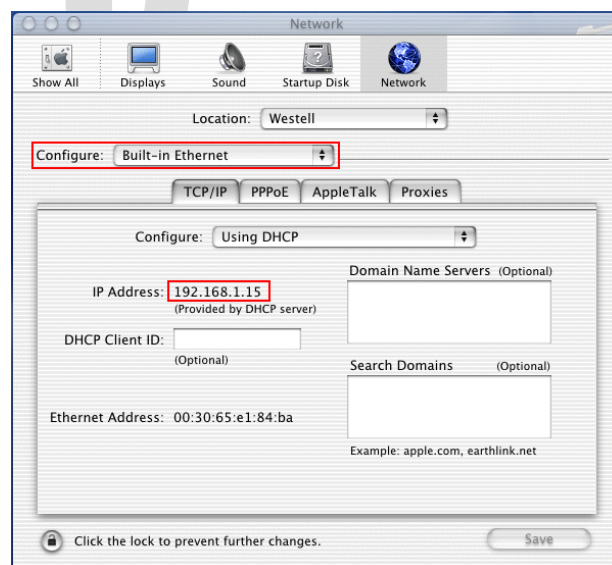 Network
Show All Displays Sound Startup Disk Network
Location: Westell
Configure: Built-in Ethernet
TCP/IP PPPoE AppleTalk Proxies
Configure: Using DHCP
Domain Name Servers (Optional)
IP Address: 192.168.1.15
(Provided by DHCP server)
DHCP Client ID:
(Optional)
Search Domains (Optional)
Ethernet Address: 00:30:65:e1:84:ba
Example: apple.com, earthlink.net
Click the lock to prevent further changes.
Save